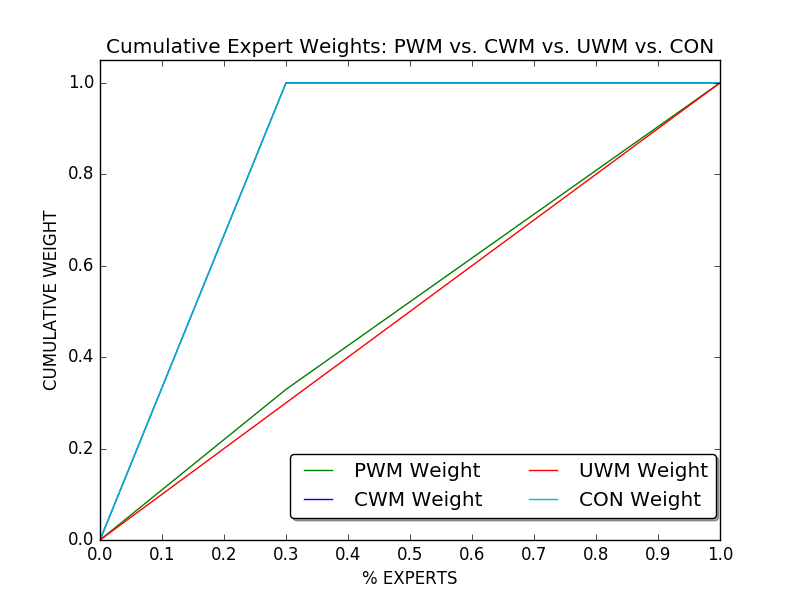 Cumulative Expert Weights: PWM vs. CWM vs. UWM vs. CON
CUMULATIVE WEIGHT
1.0
0.8
0.6
0.4
0.2
0.0
PWM Weight
CWM Weight
UWM Weight
CON Weight
0.0 0.1 0.2 0.3 0.4 0.5 0.6 0.7 0.8 0.9 1.0
% EXPERTS